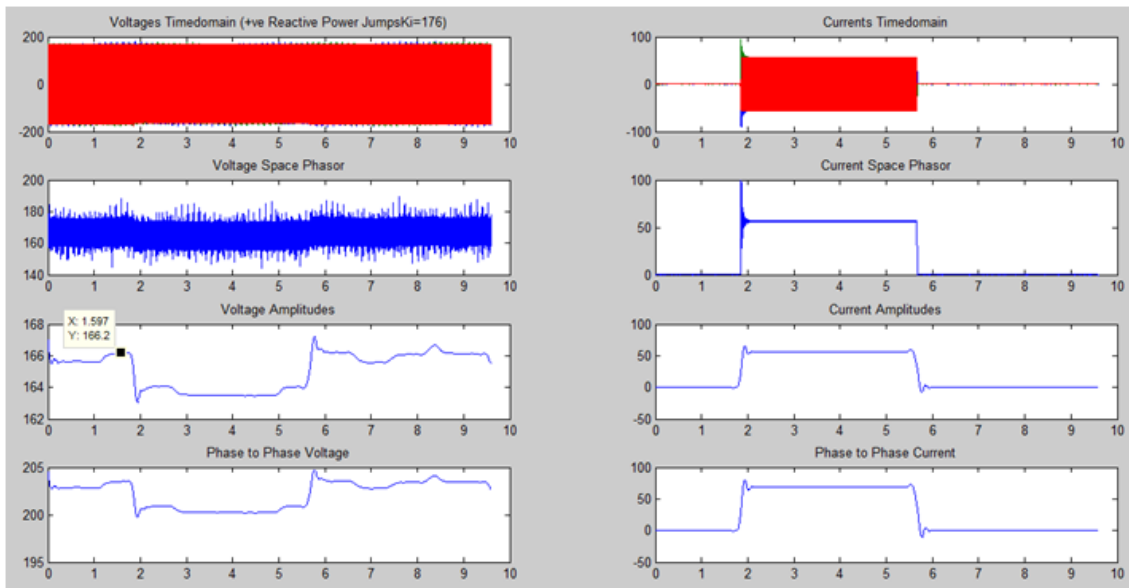 Voltages Timedomain (+ve Reactive Power JumpsKi=176)
200
0
-200
0 1 2 3 4 5 6 7 8 9 10
Currents Timedomain
100
0
-100
0 1 2 3 4 5 6 7 8 9 10
Voltage Space Phasor
200
180
160
140
0 1 2 3 4 5 6 7 8 9 10
Current Space Phasor
100
50
0
0 1 2 3 4 5 6 7 8 9 10
Voltage Amplitudes
X: 1.597
Y: 166.2
168
166
164
162
0 1 2 3 4 5 6 7 8 9 10
Current Amplitudes
100
50
0
-50
0 1 2 3 4 5 6 7 8 9 10
Phase to Phase Voltage
205
200
195
0 1 2 3 4 5 6 7 8 9 10
Phase to Phase Current
100
50
0
-50
0 1 2 3 4 5 6 7 8 9 10